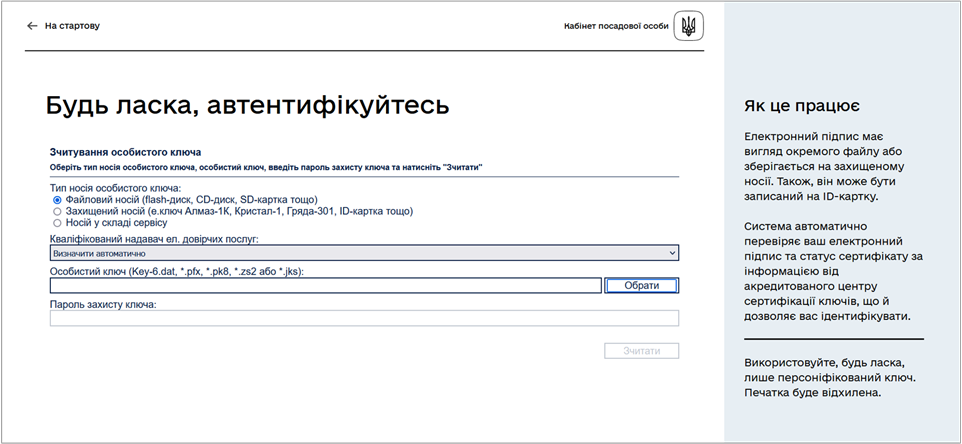 На стартову
Кабінет посадової особи
Будь ласка, автентифікуйтесь
Зчитування особистого ключа
Оберіть тип носія особистого ключа, особистий ключ, введіть пароль захисту ключа та натисніть "Зчитати"
Тип носія особистого ключа:
Файловий носій (flash-диск, CD-диск, SD-картка тощо)
Захищений носій (е.ключ Алмаз-1К, Кристал-1, Гряда-301, ID-картка тощо)
Носій у складі сервісу
Кваліфікований надавач ел. довірчих послуг:
Визначити автоматично
Особистий ключ (Key-6.dat, *.pfx, *.pk8, *.zs2 або *.jks):
Обрати
Пароль захисту ключа:
Зчитати
Як це працює
Електронний підпис має
вигляд окремого файлу або
зберігається на захищеному
носії. Також, він може бути
записаний на ID-картку.
Система автоматично
перевіряє ваш електронний
підпис та статус сертифікату за
інформацією від
акредитованого центру
сертифікації ключів, що й
дозволяє вас ідентифікувати.
Використовуйте, будь ласка,
лише персоніфікований ключ.
Печатка буде відхилена.